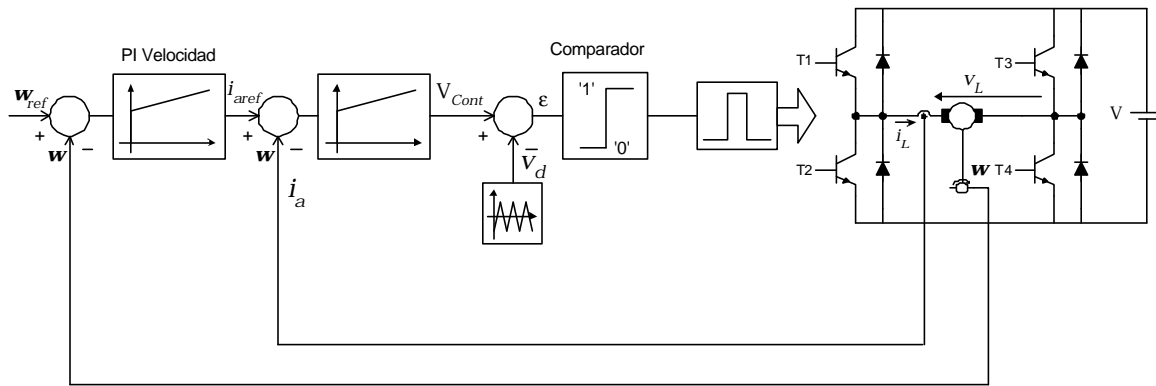 PI Velocidad
Comparador
w_ref
+
w
−
i_aref
+
w
−
i_a
V_Cont
+
−
V_d
ε
'1'
'0'
T1
T2
T3
T4
V_L
i_L
w
V